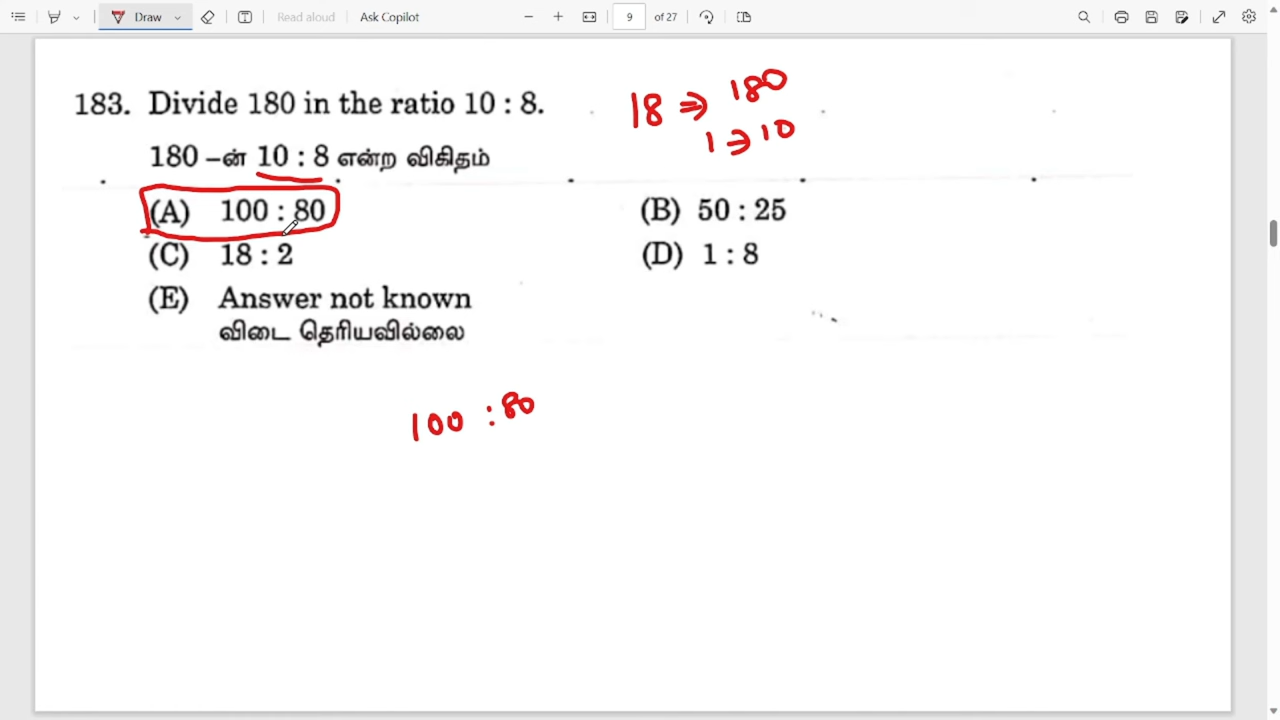 Draw
Read aloud
Ask Copilot
9 of 27
183. Divide 180 in the ratio 10 : 8.
180 –ன் 10 : 8 என்ற விகிதம்
18 ⇒ 180
1 → 10
(A) 100 : 80
(B) 50 : 25
(C) 18 : 2
(D) 1 : 8
(E) Answer not known
விடை தெரியவில்லை
100 : 80